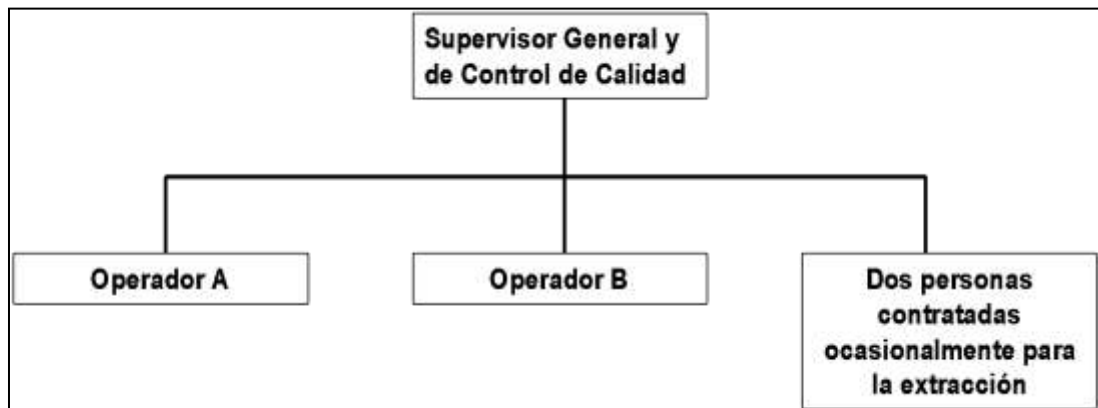 Supervisor General y
de Control de Calidad
Operador A
Operador B
Dos personas
contratadas
ocasionalmente para
la extracción